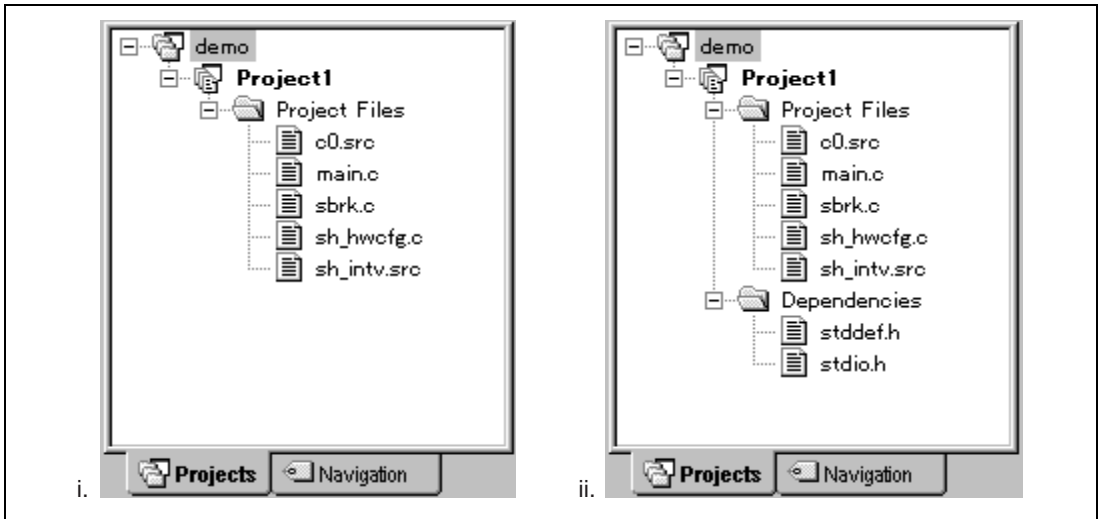 demo
Project1
Project Files
c0.src
main.c
sbrk.c
sh_hwcfg.c
sh_intv.src
i. Projects Navigation
demo
Project1
Project Files
c0.src
main.c
sbrk.c
sh_hwcfg.c
sh_intv.src
Dependencies
stddef.h
stdio.h
ii. Projects Navigation